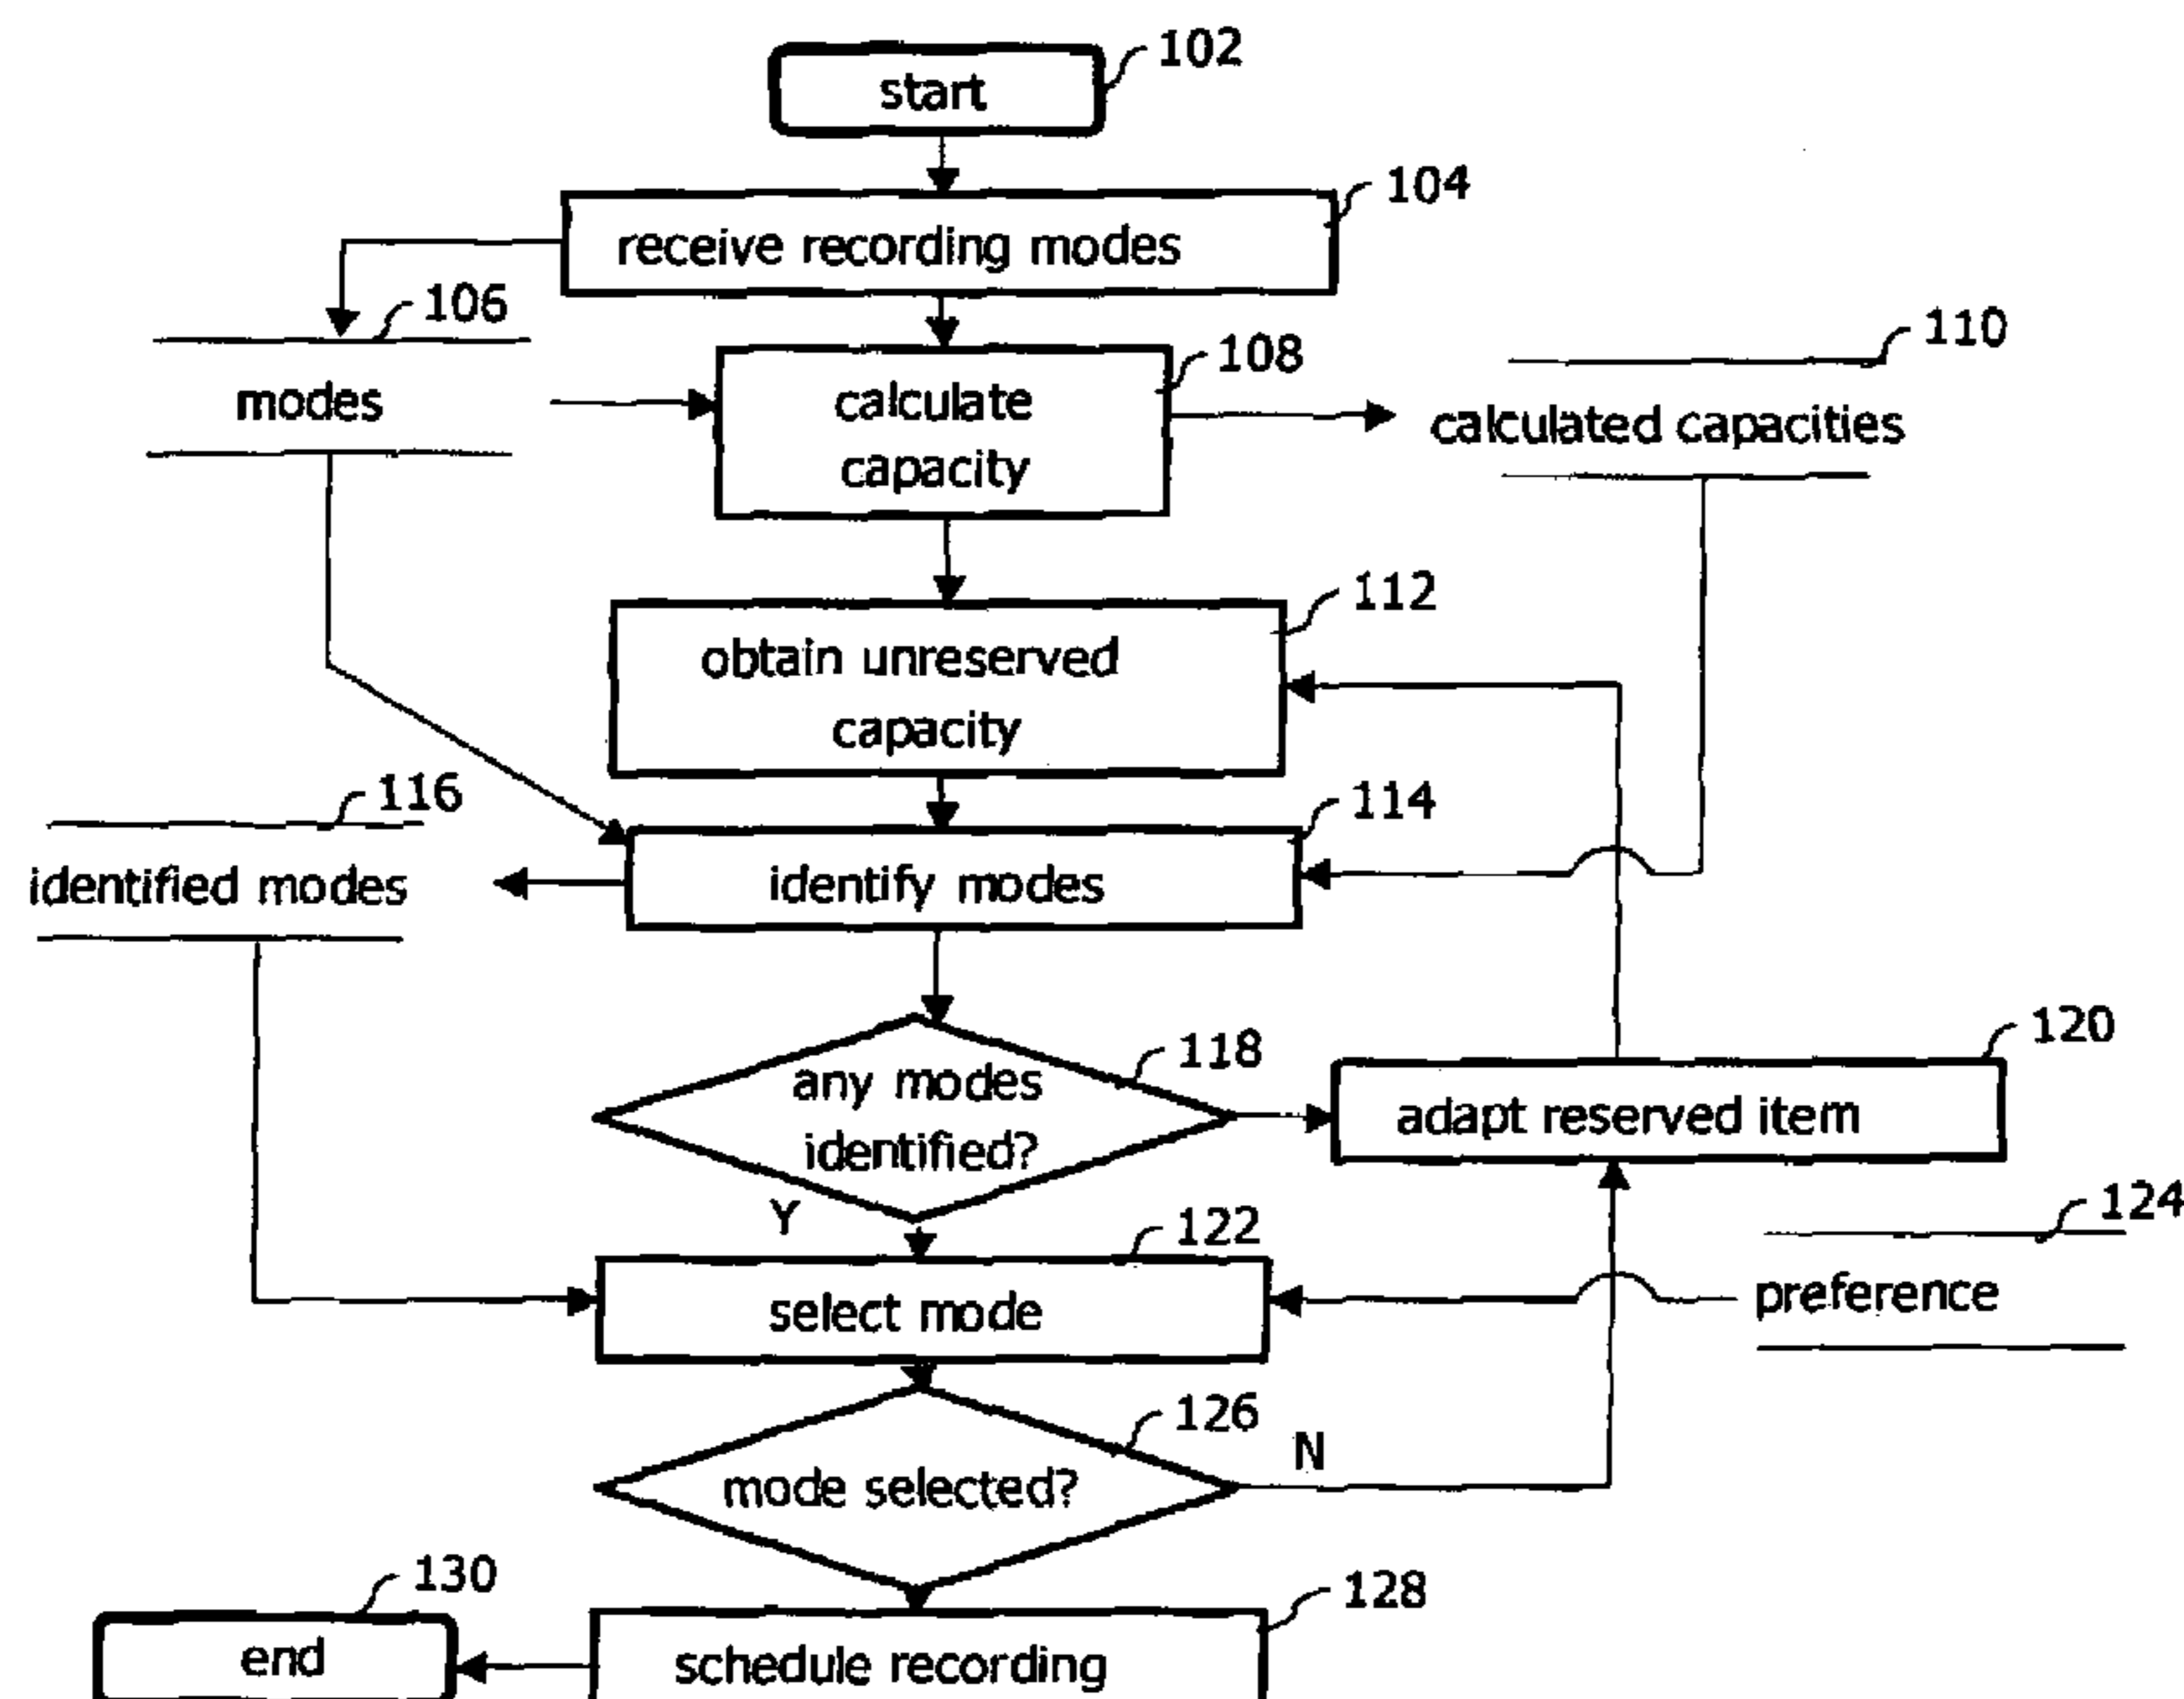 102
start
104
receive recording modes
106
modes
108
calculate
capacity
110
calculated capacities
112
obtain unreserved
capacity
114
identify modes
116
identified modes
118
any modes
identified?
120
adapt reserved item
Y
122
select mode
124
preference
126
mode selected?
N
128
schedule recording
130
end